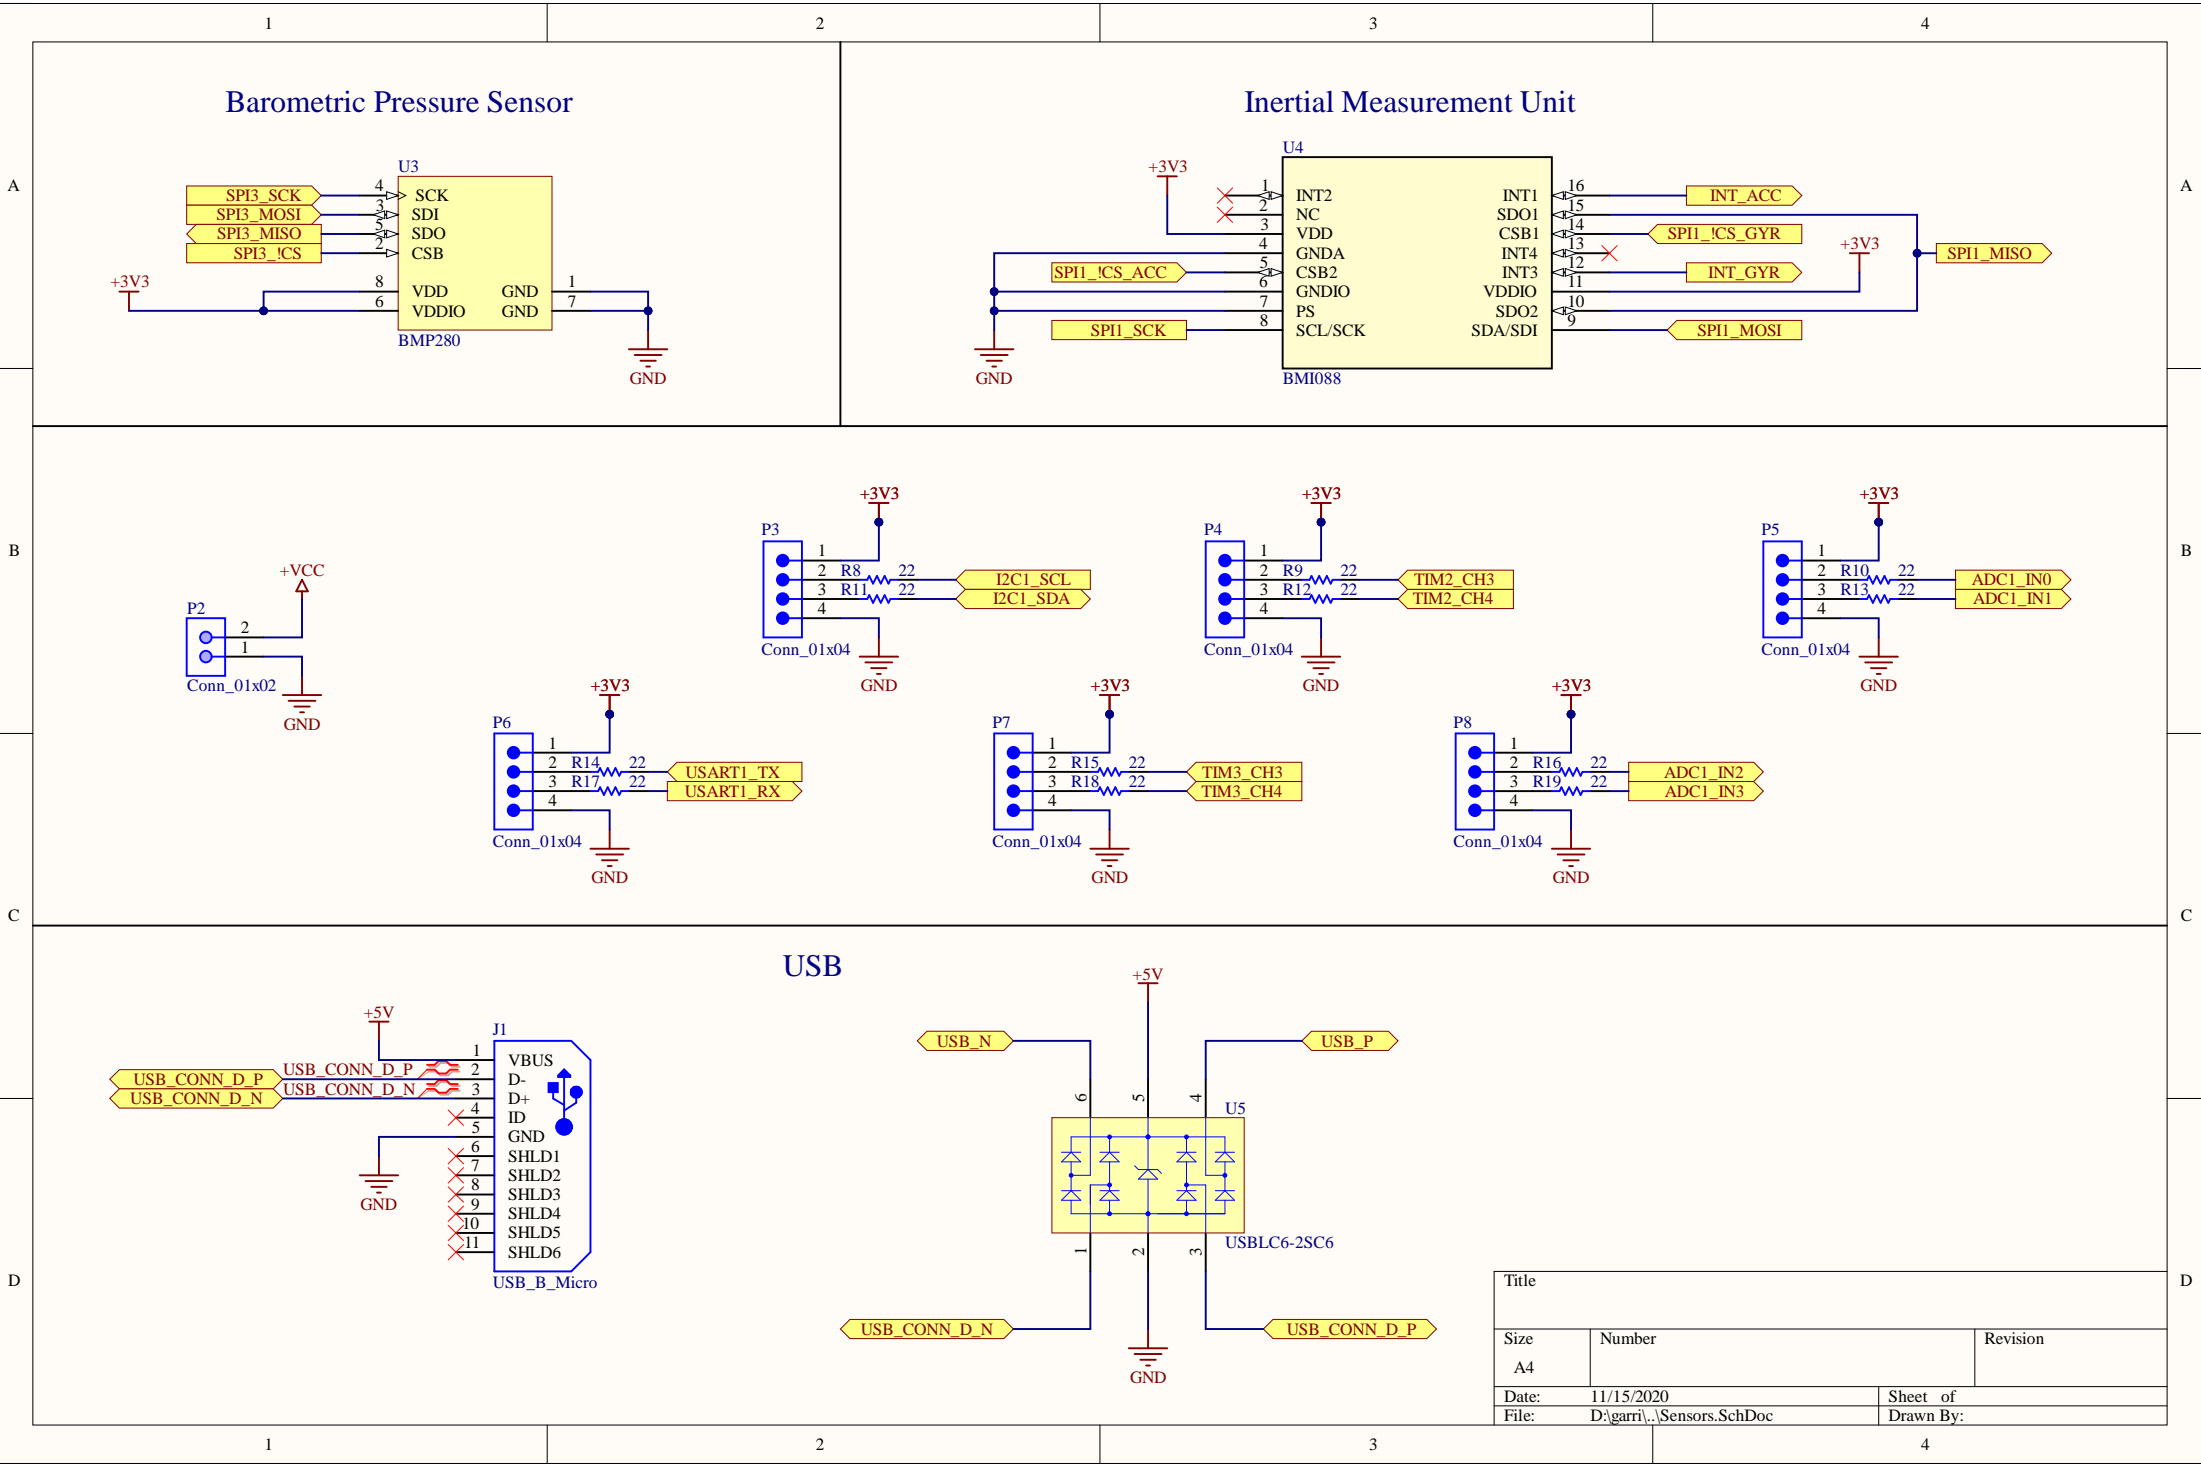 1 2 3 4
Barometric Pressure Sensor
Inertial Measurement Unit
A A
U3
SPI3_SCK 4 SCK
SPI3_MOSI 3 SDI
SPI3_MISO 5 SDO
SPI3_!CS 2 CSB
+3V3
8 VDD GND 1
6 VDDIO GND 7
BMP280
GND
U4
+3V3
1 INT2 INT1 16 INT_ACC
2 NC SDO1 15
3 VDD CSB1 14 SPI1_!CS_GYR
4 GNDA INT4 13 +3V3 SPI1_MISO
SPI1_!CS_ACC 5 CSB2 INT3 12 INT_GYR
6 GNDIO VDDIO 11
7 PS SDO2 10
SPI1_SCK 8 SCL/SCK SDA/SDI 9 SPI1_MOSI
GND
BMI088
B B
+VCC
P2
2
1
Conn_01x02
GND
+3V3
P3
1
2 R8 22 I2C1_SCL
3 R11 22 I2C1_SDA
4
Conn_01x04
GND
+3V3
P4
1
2 R9 22 TIM2_CH3
3 R12 22 TIM2_CH4
4
Conn_01x04
GND
+3V3
P5
1
2 R10 22 ADC1_IN0
3 R13 22 ADC1_IN1
4
Conn_01x04
GND
+3V3
P6
1
2 R14 22 USART1_TX
3 R17 22 USART1_RX
4
Conn_01x04
GND
+3V3
P7
1
2 R15 22 TIM3_CH3
3 R18 22 TIM3_CH4
4
Conn_01x04
GND
+3V3
P8
1
2 R16 22 ADC1_IN2
3 R19 22 ADC1_IN3
4
Conn_01x04
GND
C C
USB
+5V
J1
1 VBUS
USB_CONN_D_P USB_CONN_D_P 2 D-
USB_CONN_D_N USB_CONN_D_N 3 D+
4 ID
5 GND
6 SHLD1
7 SHLD2
8 SHLD3
9 SHLD4
10 SHLD5
11 SHLD6
GND
USB_B_Micro
+5V
USB_N USB_P
6 5 4
U5
USBLC6-2SC6
1 2 3
USB_CONN_D_N USB_CONN_D_P
GND
D D
Title
Size Number Revision
A4
Date: 11/15/2020 Sheet of
File: D:\garri\..\Sensors.SchDoc Drawn By:
1 2 3 4